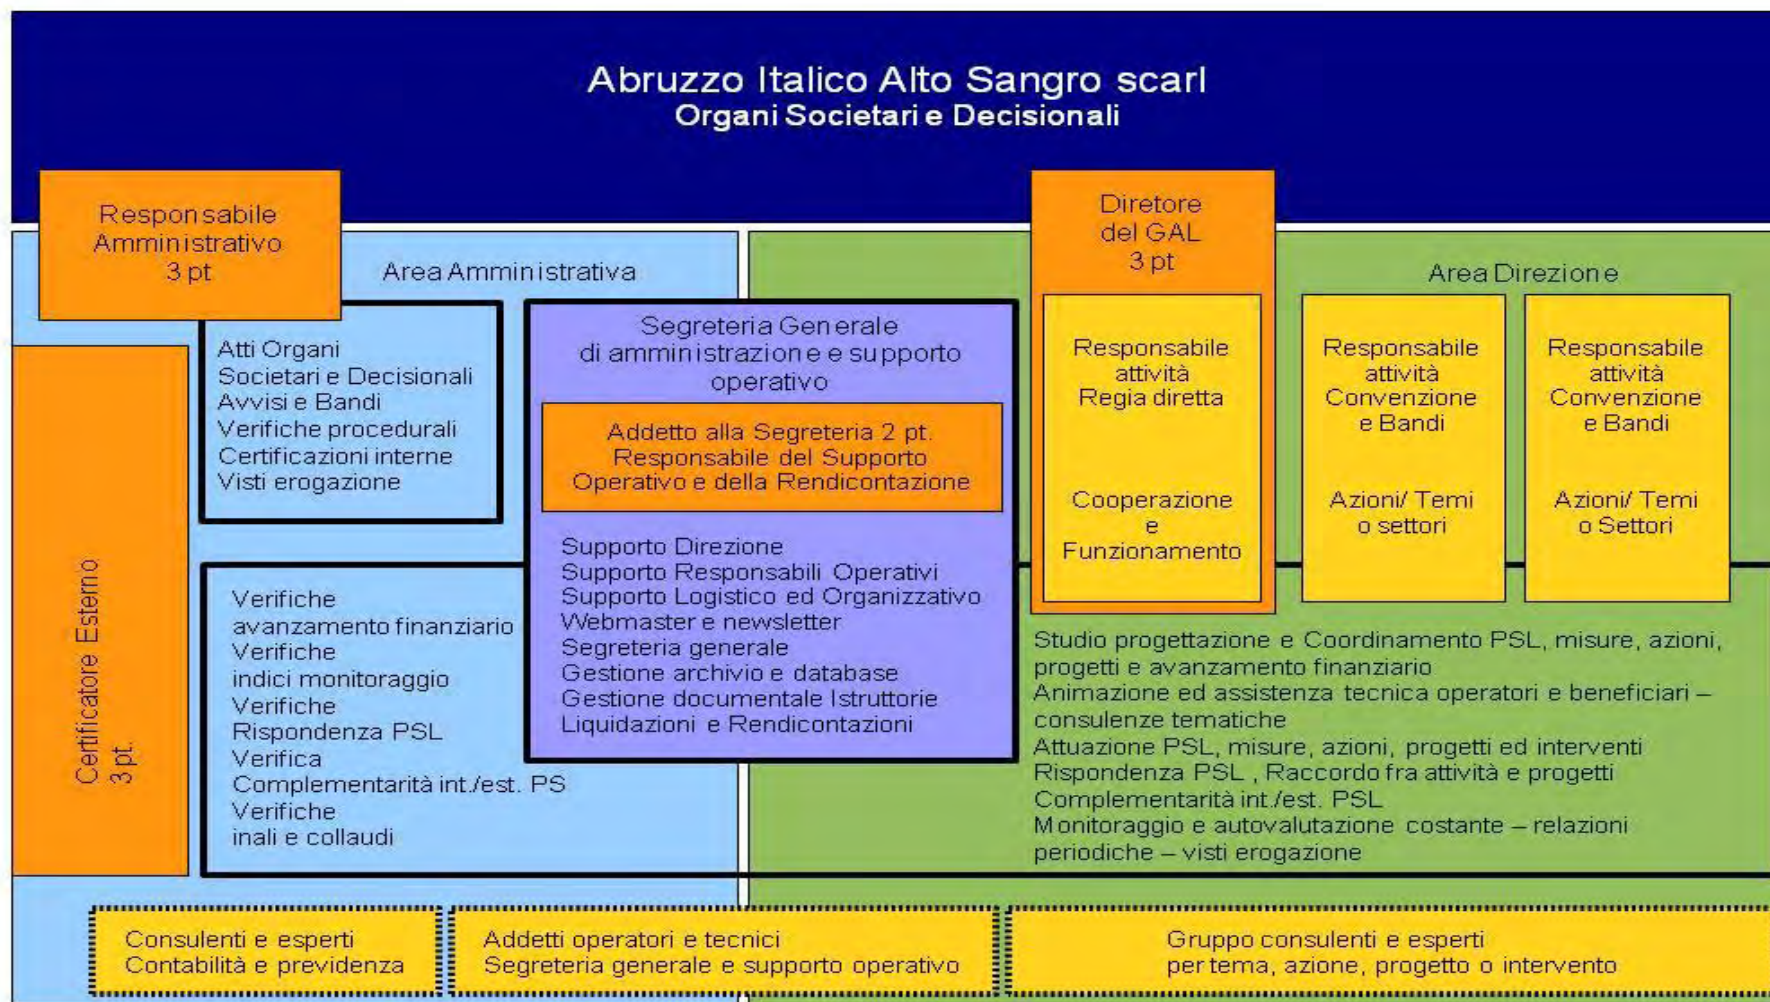 Abruzzo Italico Alto Sangro scarl
Organi Societari e Decisionali
Responsabile
Amministrativo
3 pt
Area Amministrativa
Diretore
del GAL
3 pt
Area Direzione
Atti Organi
Societari e Decisionali
Avvisi e Bandi
Verifiche procedurali
Certificazioni interne
Visti erogazione
Segreteria Generale
di amministrazione e supporto
operativo
Addetto alla Segreteria 2 pt.
Responsabile del Supporto
Operativo e della Rendicontazione
Supporto Direzione
Supporto Responsabili Operativi
Supporto Logistico ed Organizzativo
Webmaster e newsletter
Segreteria generale
Gestione archivio e database
Gestione documentale Istruttorie
Liquidazioni e Rendicontazioni
Responsabile
attività
Regia diretta
Cooperazione
e
Funzionamento
Responsabile
attività
Convenzione
e Bandi
Azioni/ Temi
o settori
Responsabile
attività
Convenzione
e Bandi
Azioni/ Temi
o Settori
Certificatore Esterno
3 pt.
Verifiche
avanzamento finanziario
Verifiche
indici monitoraggio
Verifiche
Rispondenza PSL
Verifica
Complementarità int./est. PS
Verifiche
inali e collaudi
Studio progettazione e Coordinamento PSL, misure, azioni,
progetti e avanzamento finanziario
Animazione ed assistenza tecnica operatori e beneficiari –
consulenze tematiche
Attuazione PSL, misure, azioni, progetti ed interventi
Rispondenza PSL , Raccordo fra attività e progetti
Complementarità int./est. PSL
Monitoraggio e autovalutazione costante – relazioni
periodiche – visti erogazione
Consulenti e esperti
Contabilità e previdenza
Addetti operatori e tecnici
Segreteria generale e supporto operativo
Gruppo consulenti e esperti
per tema, azione, progetto o intervento